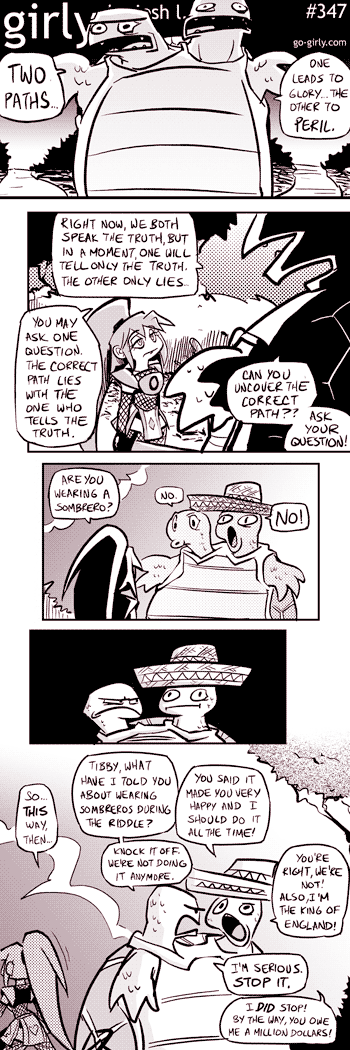 girly
#347
go-girly.com
TWO
PATHS...
ONE
LEADS TO
GLORY... THE
OTHER TO
PERIL.
RIGHT NOW, WE BOTH
SPEAK THE TRUTH, BUT
IN A MOMENT, ONE WILL
TELL ONLY THE TRUTH.
THE OTHER ONLY LIES...
YOU MAY
ASK ONE
QUESTION.
THE CORRECT
PATH LIES
WITH THE
ONE WHO
TELLS THE
TRUTH.
CAN YOU
UNCOVER THE
CORRECT
PATH??
ASK
YOUR
QUESTION!
ARE YOU
WEARING A
SOMBRERO?
NO.
NO!
SO...
THIS
WAY,
THEN...
TIBBY, WHAT
HAVE I TOLD YOU
ABOUT WEARING
SOMBREROS DURING
THE RIDDLE?
YOU SAID IT
MADE YOU VERY
HAPPY AND I
SHOULD DO IT
ALL THE TIME!
KNOCK IT OFF.
WE'RE NOT DOING
IT ANYMORE.
YOU'RE
RIGHT, WE'RE
NOT!
ALSO, I'M
THE KING OF
ENGLAND!
I'M SERIOUS.
STOP IT.
I DID STOP!
BY THE WAY, YOU OWE
ME A MILLION DOLLARS!